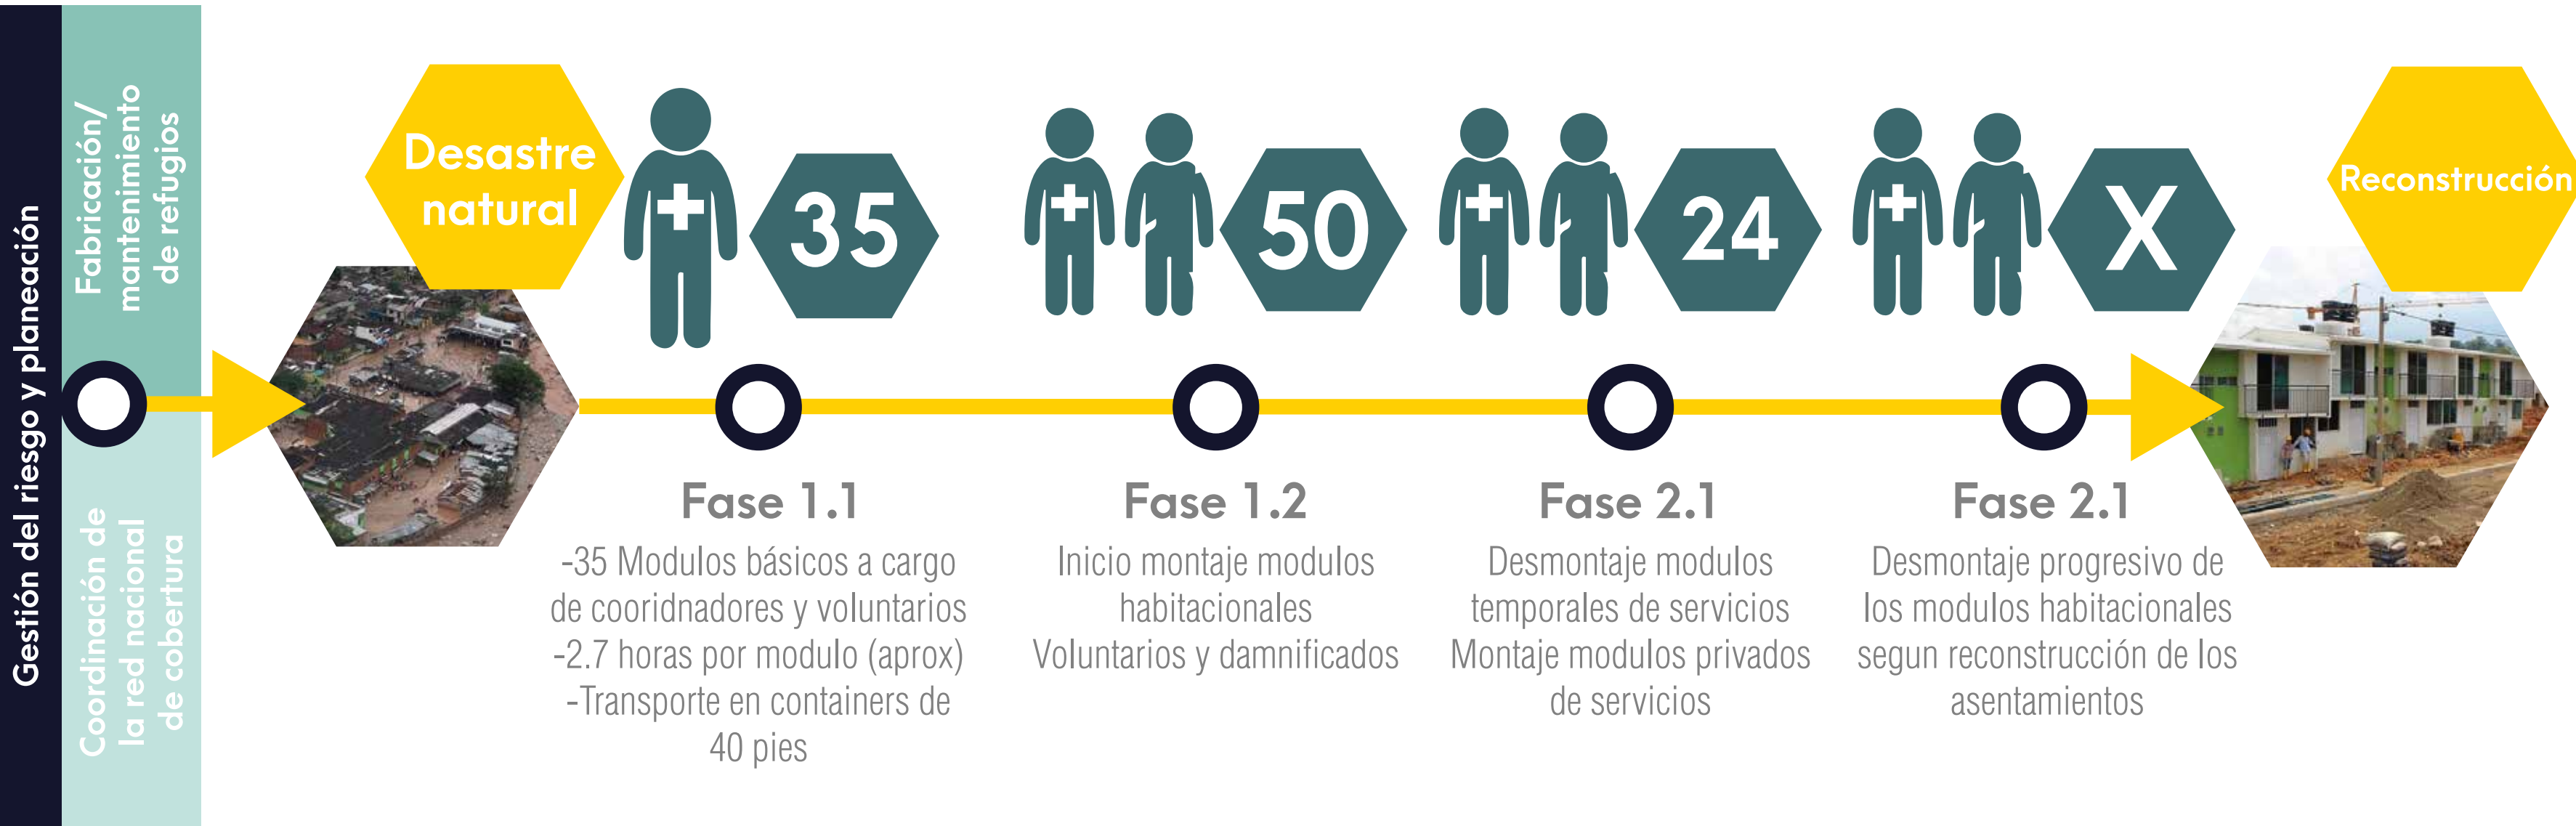 Gestión del riesgo y planeación
Fabricación/
mantenimiento
de refugios
Coordinación de
la red nacional
de cobertura
Desastre
natural
35
50
24
X
Reconstrucción
Fase 1.1
-35 Modulos básicos a cargo
de cooridnadores y voluntarios
-2.7 horas por modulo (aprox)
-Transporte en containers de
40 pies
Fase 1.2
Inicio montaje modulos
habitacionales
Voluntarios y damnificados
Fase 2.1
Desmontaje modulos
temporales de servicios
Montaje modulos privados
de servicios
Fase 2.1
Desmontaje progresivo de
los modulos habitacionales
segun reconstrucción de los
asentamientos